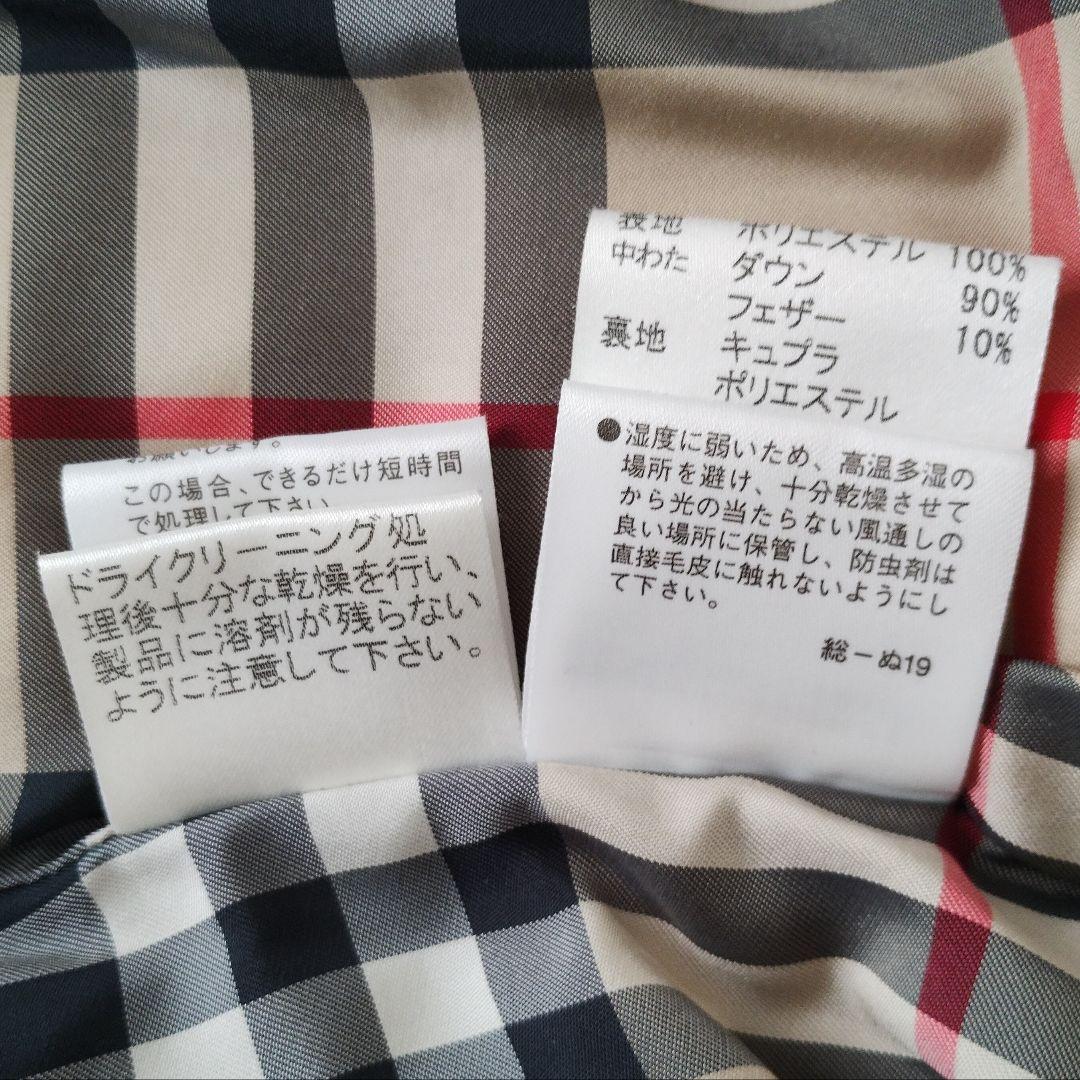 お願いします。
この場合、できるだけ短時間
で処理して下さい。
ドライクリーニング処
理後十分な乾燥を行い、
製品に溶剤が残らない
ように注意して下さい。
表地 ポリエステル 100%
中わた ダウン 90%
フェザー 10%
裏地 キュプラ
ポリエステル
●湿度に弱いため、高温多湿の
場所を避け、十分乾燥させて
から光の当たらない風通しの
良い場所に保管し、防虫剤は
直接毛皮に触れないようにし
て下さい。
総－ぬ19